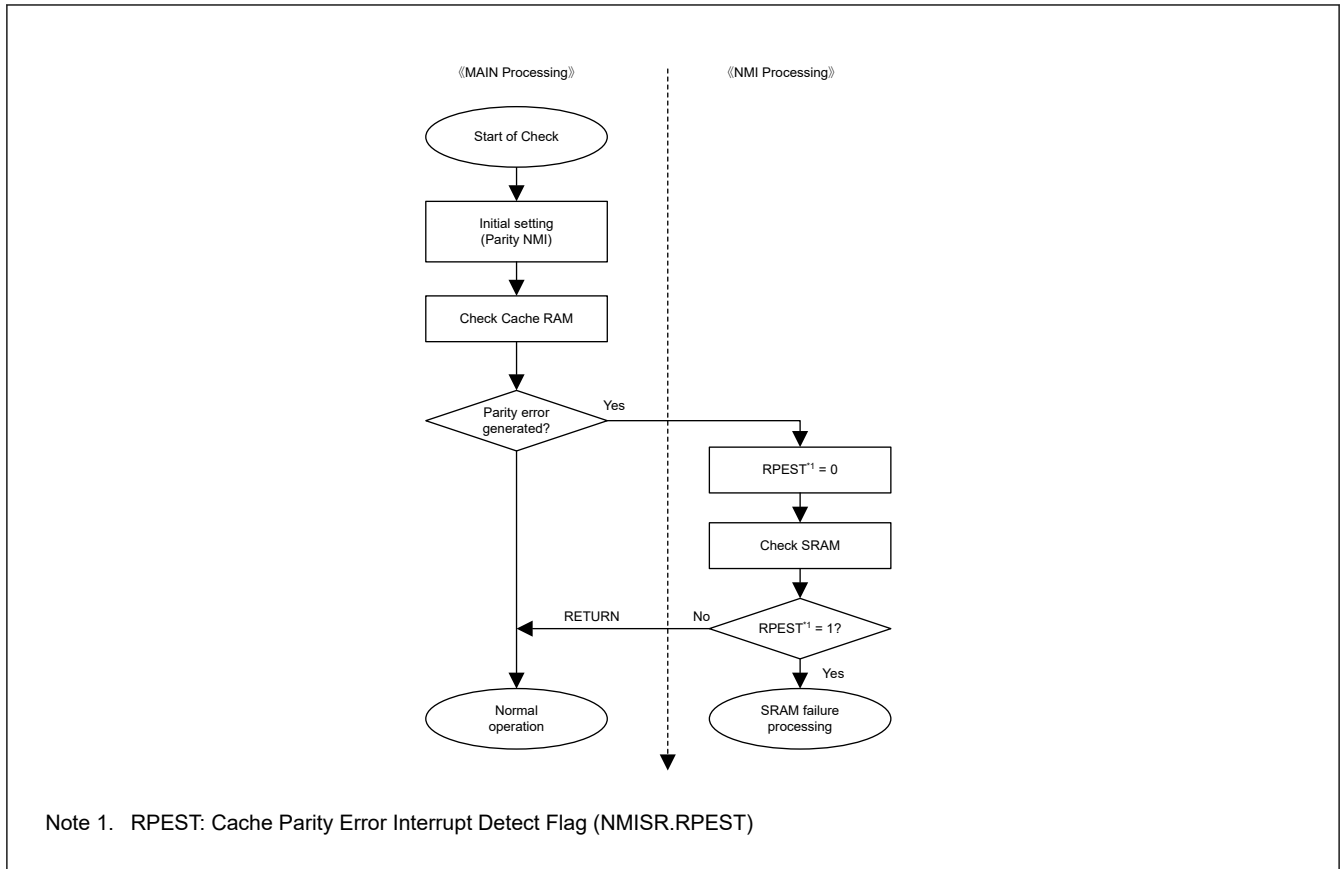 《MAIN Processing》
《NMI Processing》
Start of Check
Initial setting
(Parity NMI)
Check Cache RAM
Parity error
generated?
Yes
RPEST*1 = 0
Check SRAM
RPEST*1 = 1?
No
RETURN
Yes
Normal
operation
SRAM failure
processing
Note 1. RPEST: Cache Parity Error Interrupt Detect Flag (NMISR.RPEST)